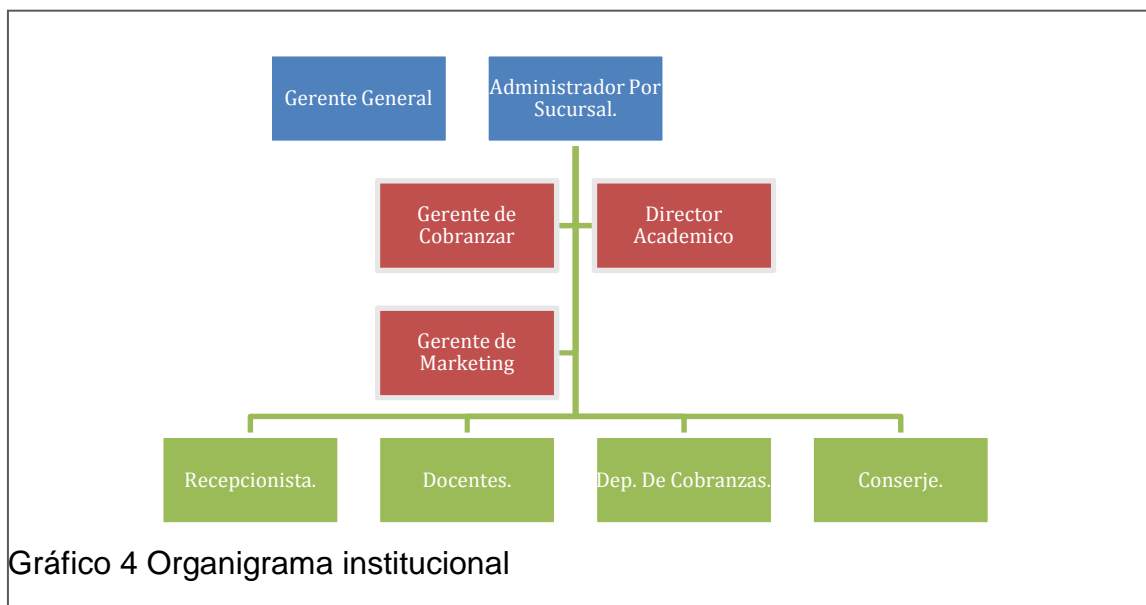 Gerente General
Administrador Por
Sucursal.
Gerente de
Cobranzar
Director
Academico
Gerente de
Marketing
Recepcionista.
Docentes.
Dep. De Cobranzas.
Conserje.
Gráfico 4 Organigrama institucional